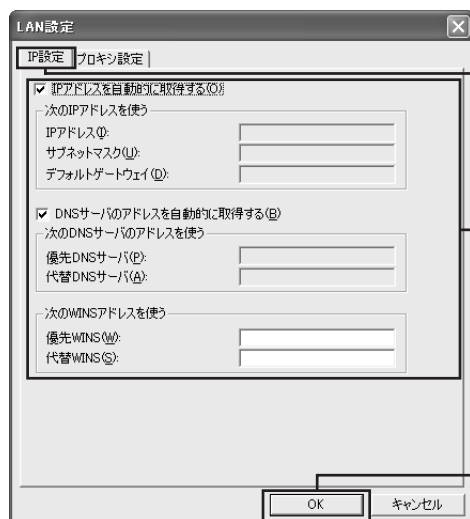 LAN設定
IP設定 プロキシ設定
IPアドレスを自動的に取得する(O)
次のIPアドレスを使う
IPアドレス(I):
サブネットマスク(U):
デフォルトゲートウェイ(D):
DNSサーバのアドレスを自動的に取得する(B)
次のDNSサーバのアドレスを使う
優先DNSサーバ(P):
代替DNSサーバ(A):
次のWINSアドレスを使う
優先WINS(W):
代替WINS(S):
OK キャンセル